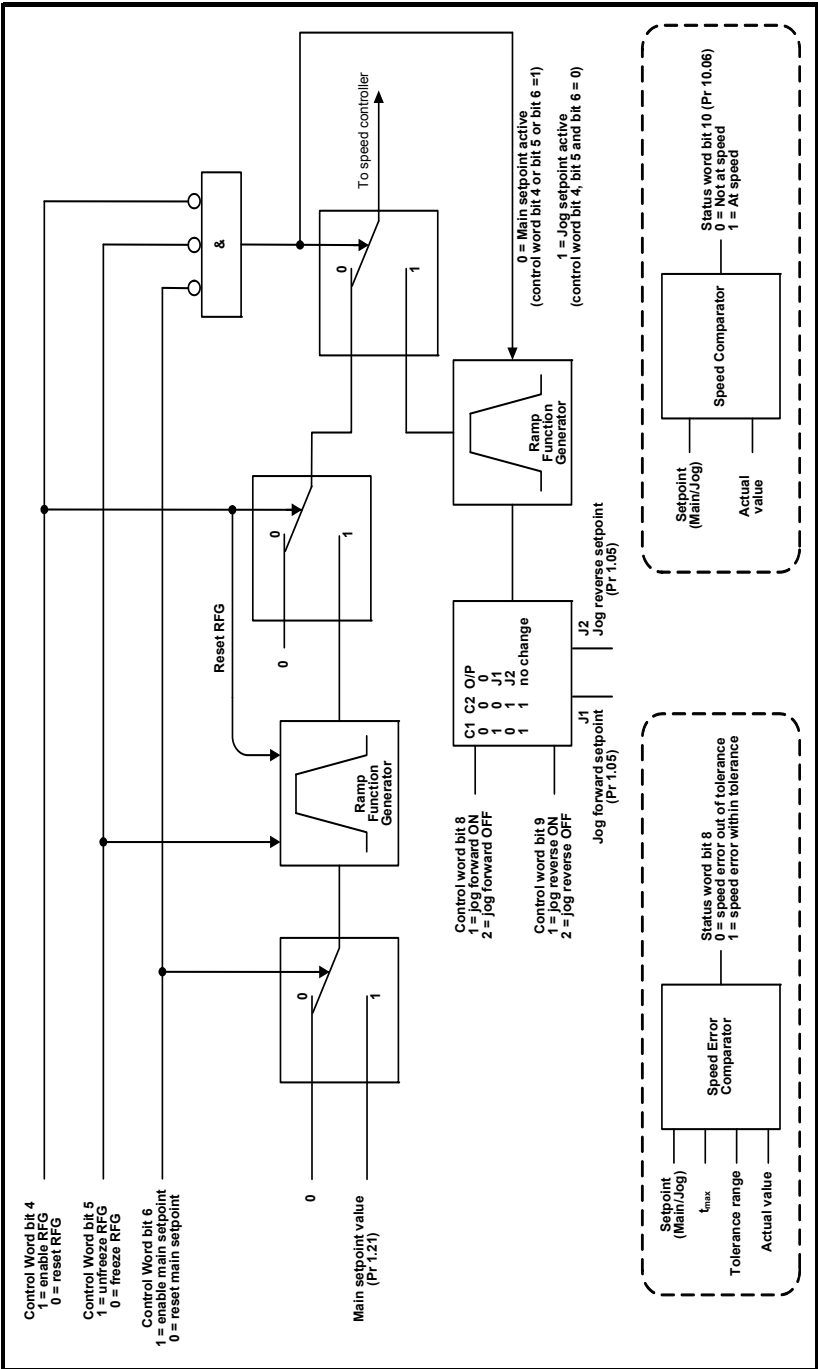 Control Word bit 4
1 = enable RFG
0 = reset RFG
Control Word bit 5
1 = unfreeze RFG
0 = freeze RFG
Control Word bit 6
1 = enable main setpoint
0 = reset main setpoint
0
Main setpoint value
(Pr 1.21)
0
1
Ramp
Function
Generator
Reset RFG
0
0
1
&
0
1
To speed controller
0 = Main setpoint active
(control word bit 4 or bit 5 or bit 6 =1)
1 = Jog setpoint active
(control word bit 4, bit 5 and bit 6 = 0)
Control word bit 8
1 = jog forward ON
2 = jog forward OFF
Control word bit 9
1 = jog reverse ON
2 = jog reverse OFF
C1 C2 O/P
0 0 0
1 0 J1
0 1 J2
1 1 no change
J1
Jog forward setpoint
(Pr 1.05)
J2
Jog reverse setpoint
(Pr 1.05)
Ramp
Function
Generator
Setpoint
(Main/Jog)
tmax
Tolerance range
Actual value
Speed Error
Comparator
Status word bit 8
0 = speed error out of tolerance
1 = speed error within tolerance
Setpoint
(Main/Jog)
Actual
value
Speed Comparator
Status word bit 10 (Pr 10.06)
0 = Not at speed
1 = At speed